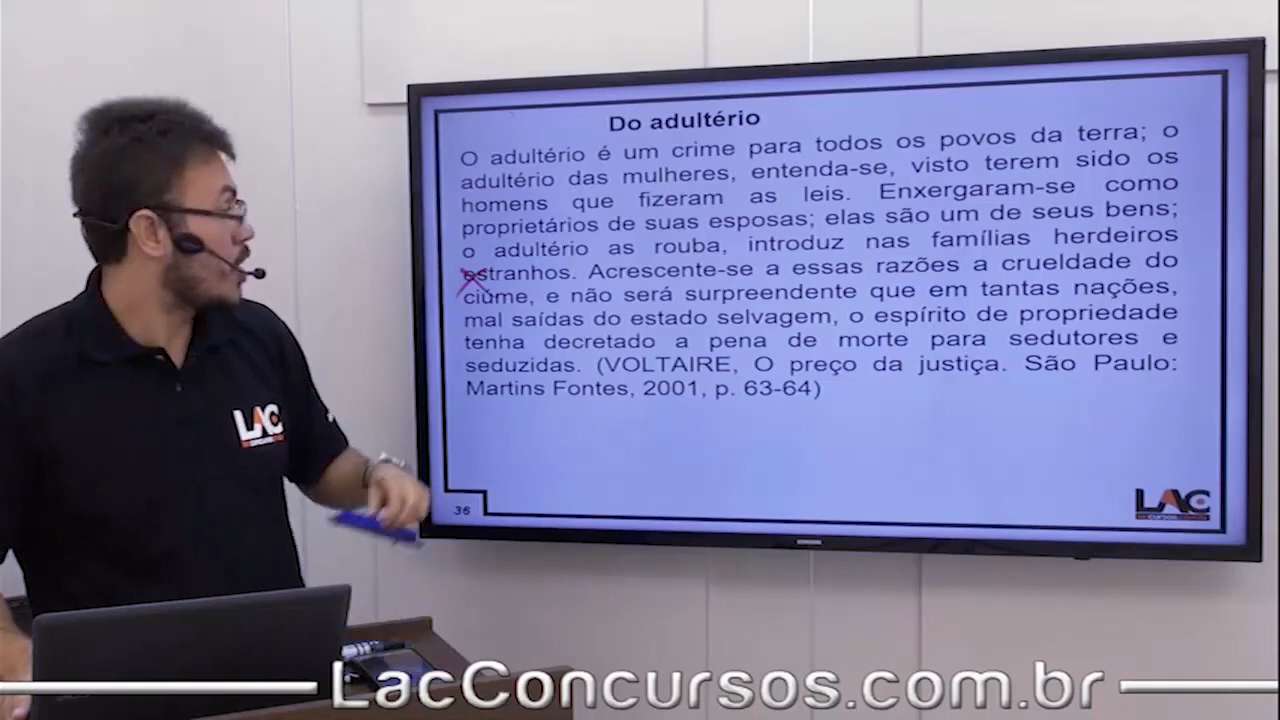 Do adultério
O adultério é um crime para todos os povos da terra; o
adultério das mulheres, entenda-se, visto terem sido os
homens que fizeram as leis. Enxergaram-se como
proprietários de suas esposas; elas são um de seus bens;
o adultério as rouba, introduz nas famílias herdeiros
estranhos. Acrescente-se a essas razões a crueldade do
ciúme, e não será surpreendente que em tantas nações,
mal saídas do estado selvagem, o espírito de propriedade
tenha decretado a pena de morte para sedutores e
seduzidas. (VOLTAIRE, O preço da justiça. São Paulo:
Martins Fontes, 2001, p. 63-64)
LAC
LAC
36
LacConcursos.com.br